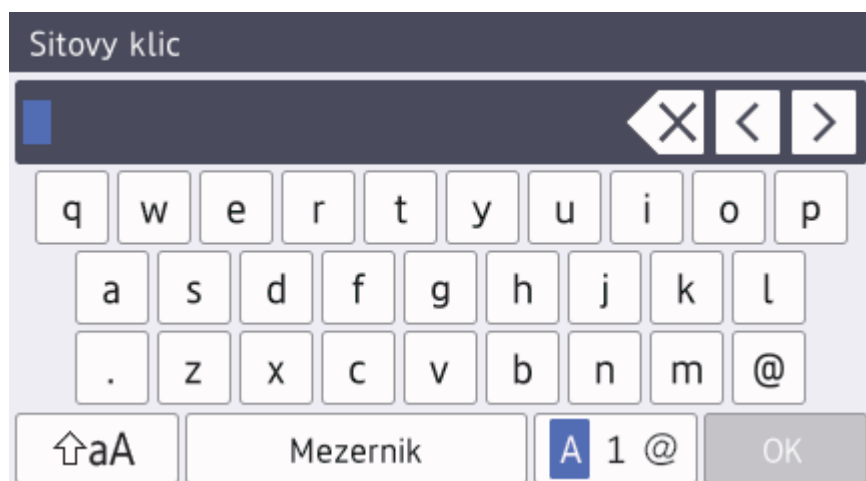 Sitovy klic
q w e r t y u i o p
a s d f g h j k l
. z x c v b n m @
aA Mezernik A 1 @ OK